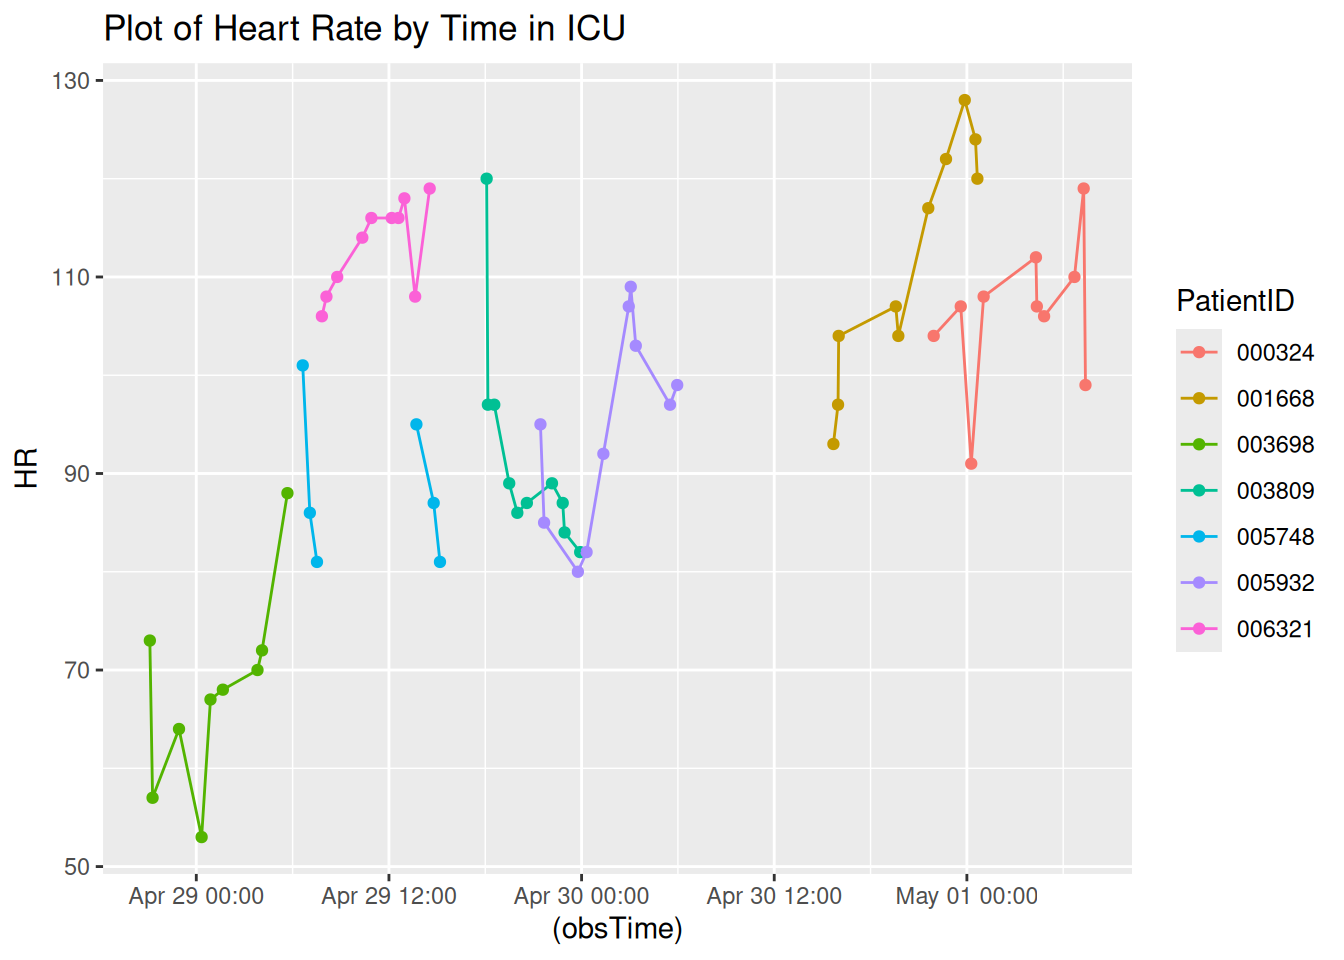 Plot of Heart Rate by Time in ICU
130
110
90
70
50
HR
Apr 29 00:00
Apr 29 12:00
Apr 30 00:00
Apr 30 12:00
May 01 00:00
(obsTime)
PatientID
000324
001668
003698
003809
005748
005932
006321